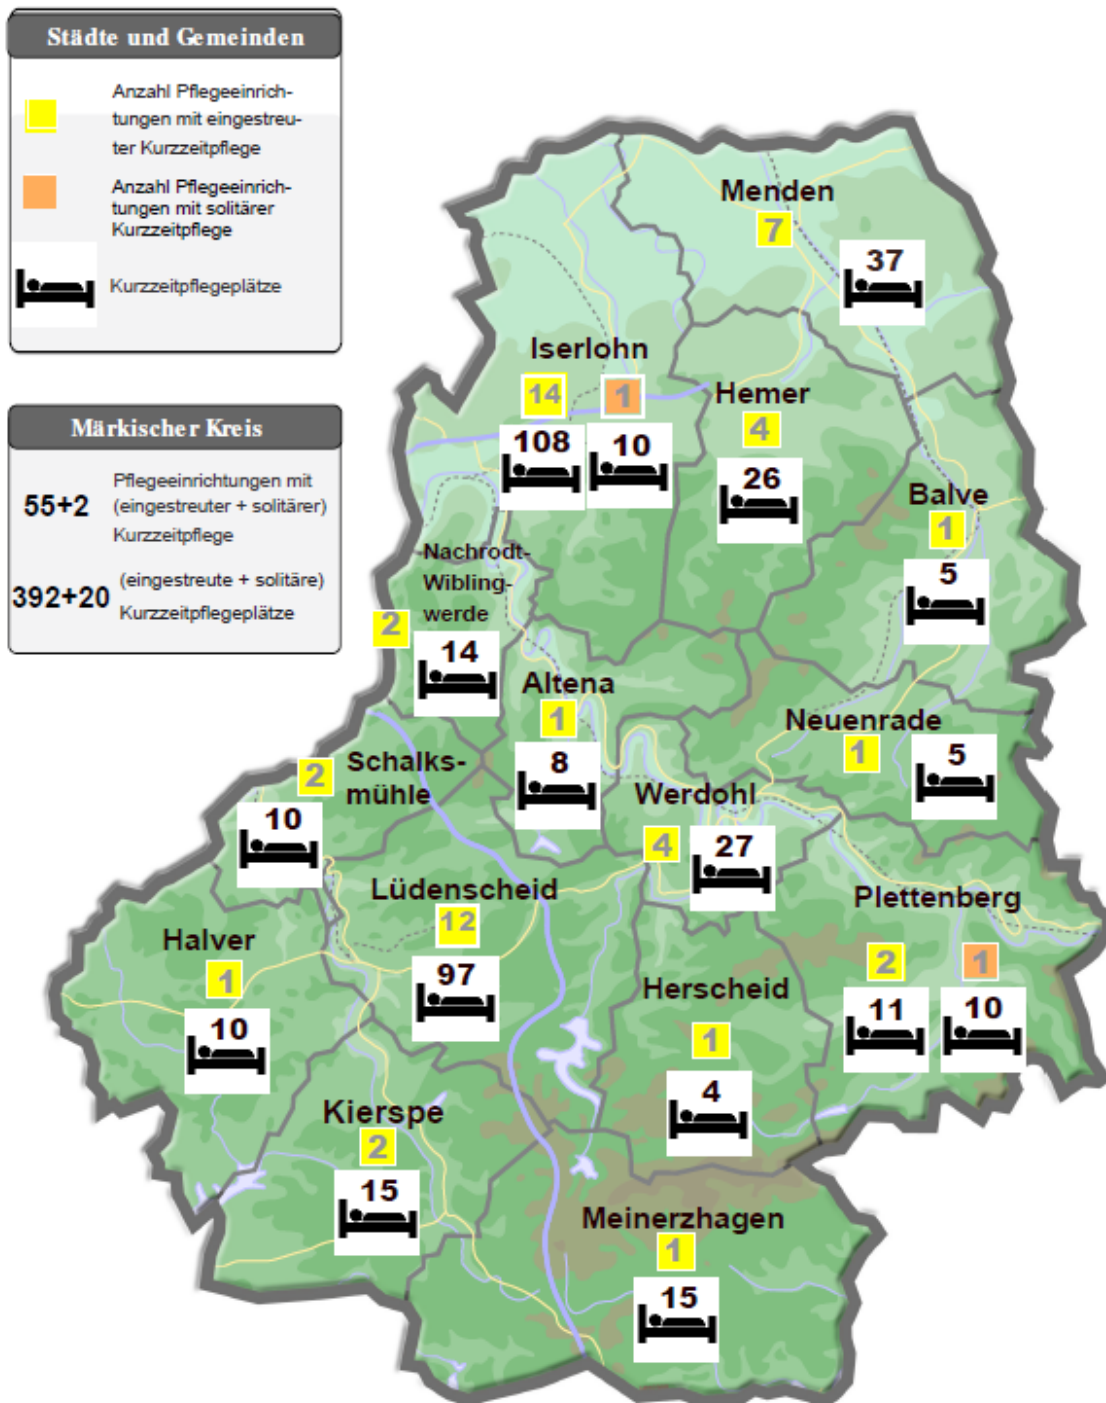 Städte und Gemeinden
Anzahl Pflegeeinrich-
tungen mit eingestreu-
ter Kurzzeitpflege
Anzahl Pflegeeinrich-
tungen mit solitärer
Kurzzeitpflege
Kurzzeitpflegeplätze
Märkischer Kreis
55+2
Pflegeeinrichtungen mit
(eingestreuter + solitärer)
Kurzzeitpflege
392+20
(eingestreute + solitäre)
Kurzzeitpflegeplätze
Menden
7
37
Iserlohn
14
1
108
10
Hemer
4
26
Balve
1
5
Nachrodt-
Wibling-
werde
2
14
Altena
1
8
Neuenrade
1
5
Schalks-
mühle
2
10
Werdohl
4
27
Lüdenscheid
12
97
Plettenberg
2
1
11
10
Halver
1
10
Herscheid
1
4
Kierspe
2
15
Meinerzhagen
1
15